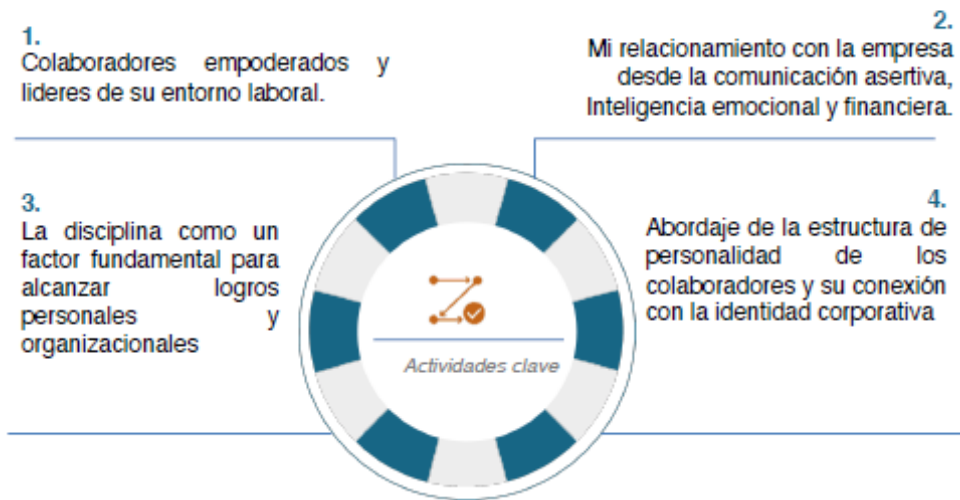 1.
Colaboradores empoderados y
lideres de su entorno laboral.
2.
Mi relacionamiento con la empresa
desde la comunicación asertiva,
Inteligencia emocional y financiera.
3.
La disciplina como un
factor fundamental para
alcanzar logros
personales y
organizacionales
4.
Abordaje de la estructura de
personalidad de los
colaboradores y su conexión
con la identidad corporativa
Actividades clave